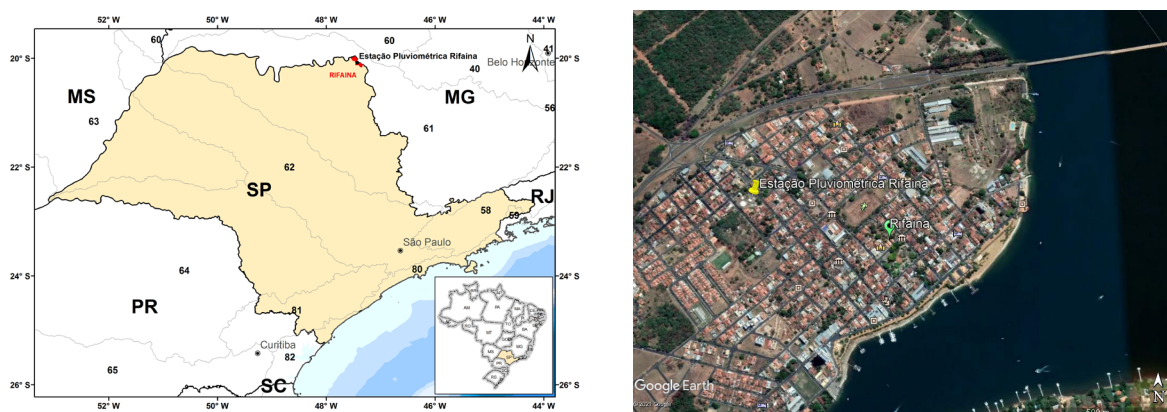 52° W 50° W 48° W 46° W 44° W
60
60
41
N
Estação Pluviométrica Rifaina
20° S
20° S
RIFAINA
40
Belo Horizonte
MS
MG
56
63
61
22° S
22° S
62
SP
RJ
58
59
São Paulo
24° S
24° S
64
80
PR
81
Curitiba
82
65
SC
26° S
26° S
52° W 50° W 48° W 46° W 44° W
Estação Pluviométrica Rifaina
Rifaina
Google Earth
N